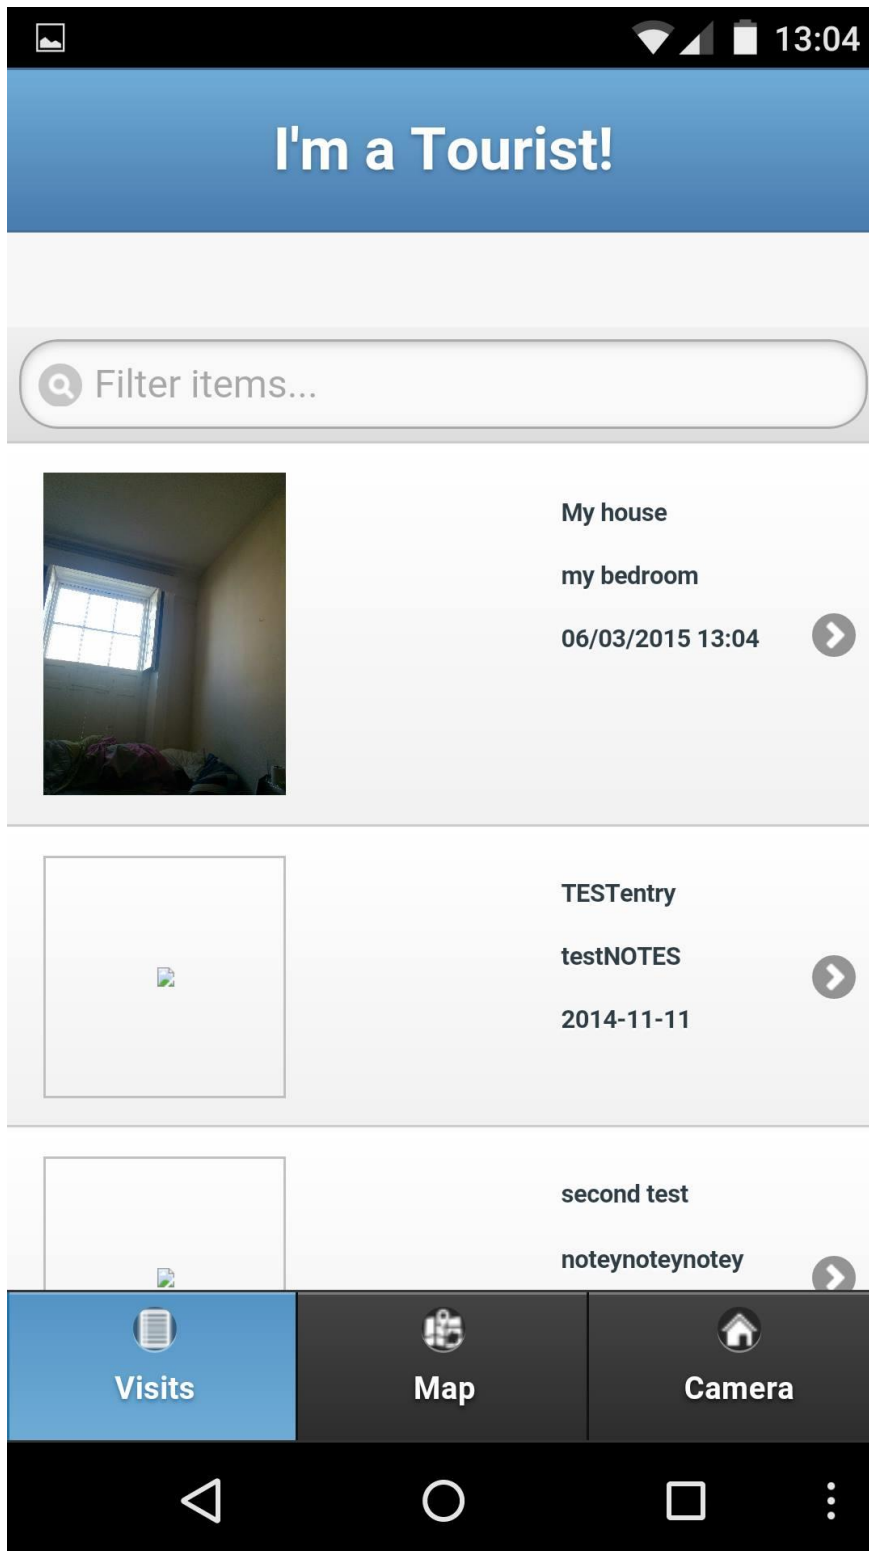 13:04
I'm a Tourist!
Filter items...
My house
my bedroom
06/03/2015 13:04
TESTentry
testNOTES
2014-11-11
second test
noteynoteynotey
Visits
Map
Camera